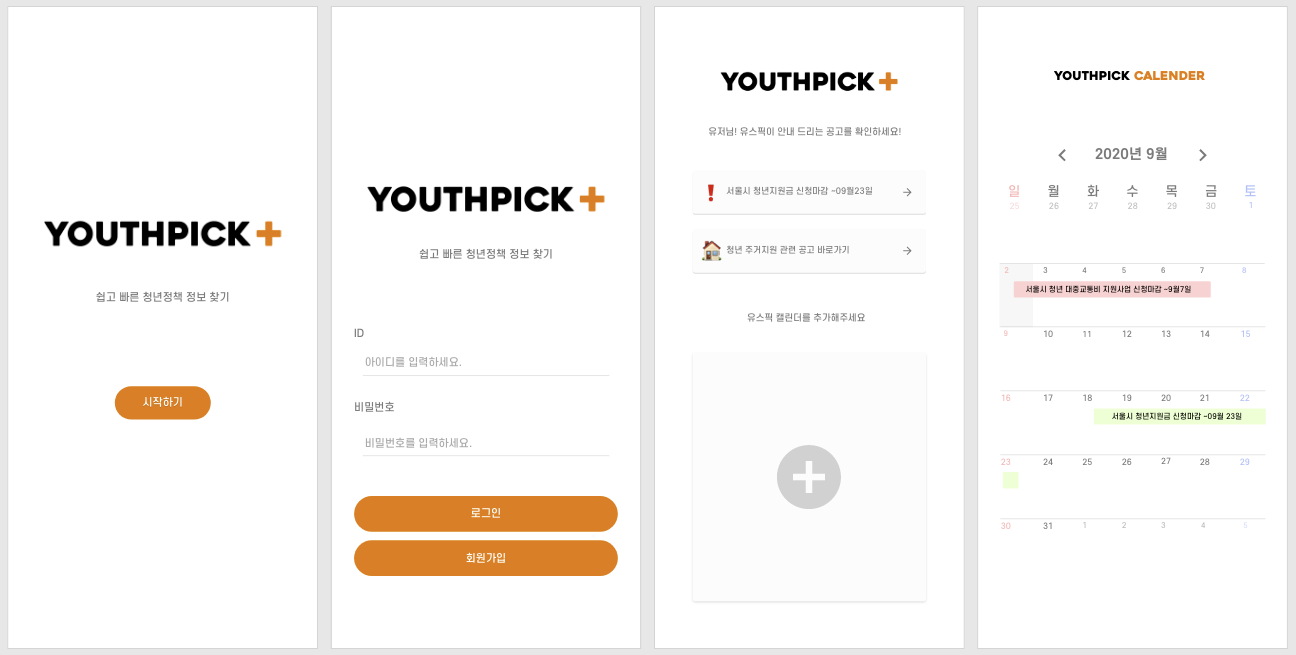 YOUTHPICK+
쉽고 빠른 청년정책 정보 찾기
시작하기
YOUTHPICK+
쉽고 빠른 청년정책 정보 찾기
ID
아이디를 입력하세요.
비밀번호
비밀번호를 입력하세요.
로그인
회원가입
YOUTHPICK+
유저님! 유스픽이 안내 드리는 공고를 확인하세요!
서울시 청년지원금 신청마감 ~09월23일
청년 주거지원 관련 공고 바로가기
유스픽 캘린더를 추가해주세요
YOUTHPICK CALENDER
2020년 9월
일 월 화 수 목 금 토
25 26 27 28 29 30 1
2 3 4 5 6 7 8
서울시 청년 대중교통비 지원사업 신청마감 ~9월7일
9 10 11 12 13 14 15
16 17 18 19 20 21 22
서울시 청년지원금 신청마감 ~09월 23일
23 24 25 26 27 28 29
30 31 1 2 3 4 5